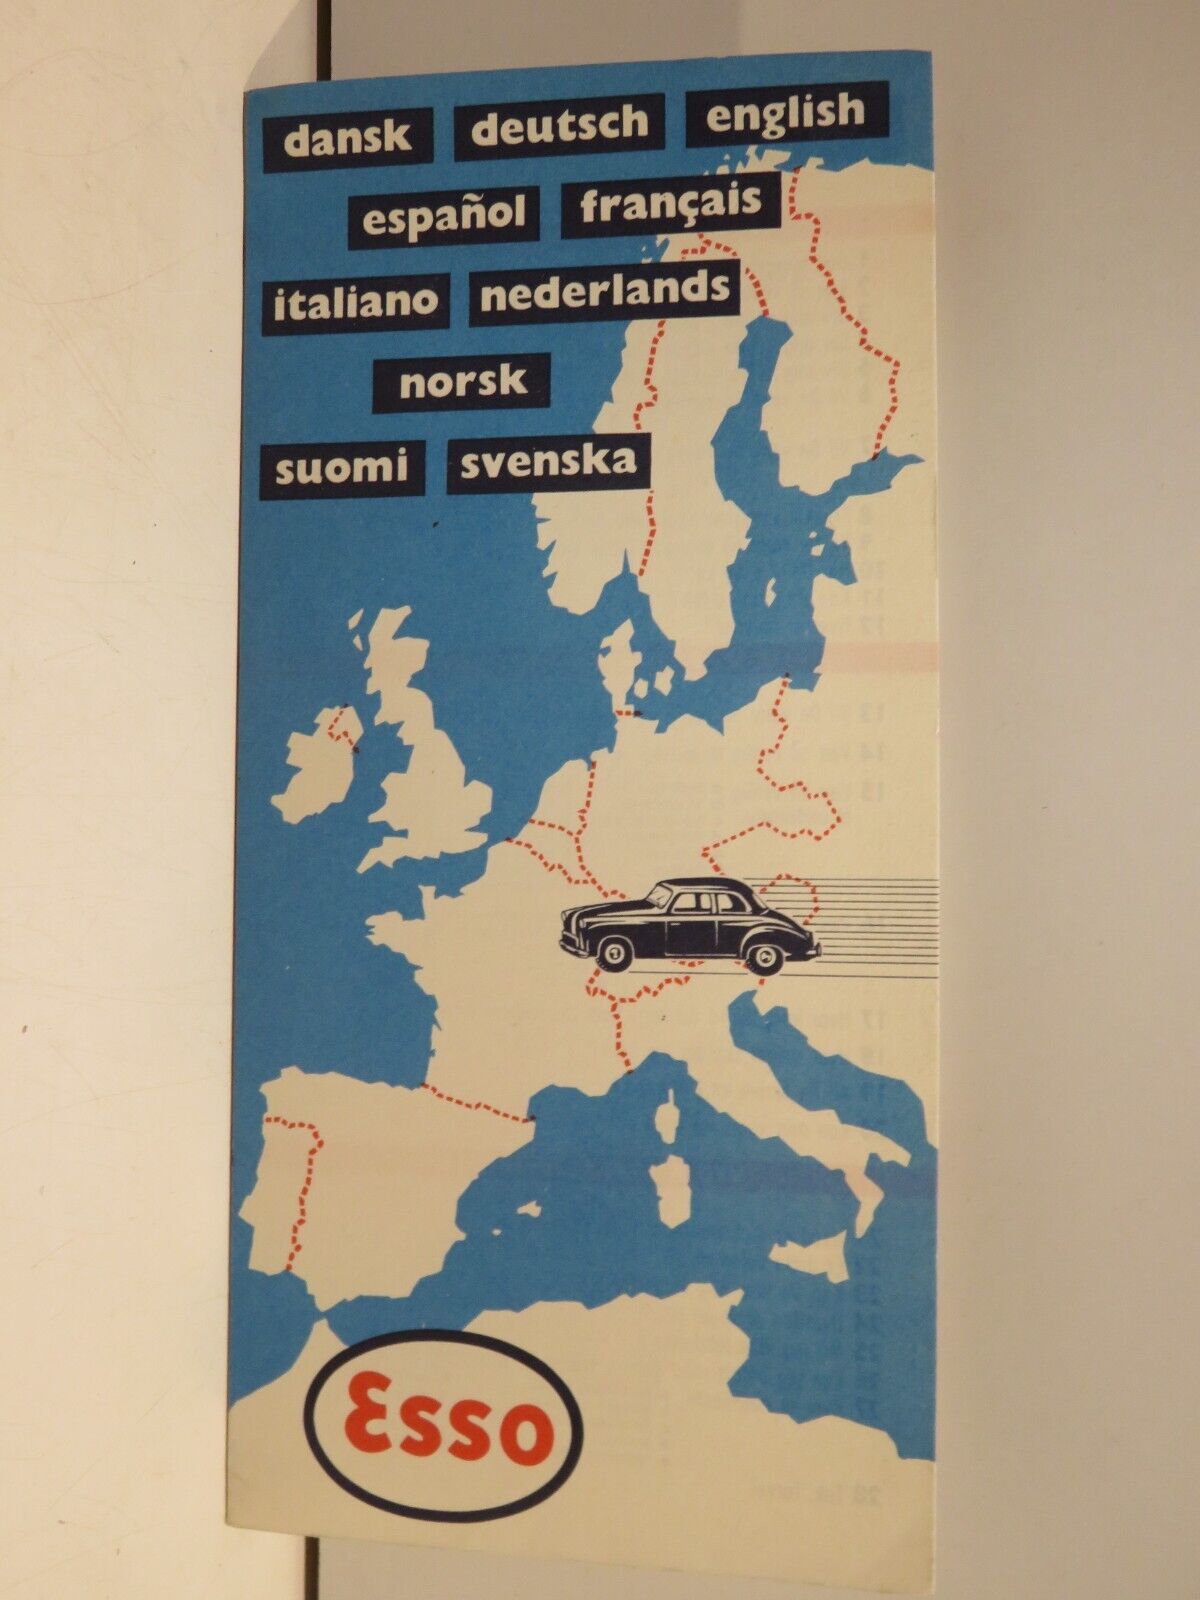 dansk deutsch english
español français
italiano nederlands
norsk
suomi svenska
Esso